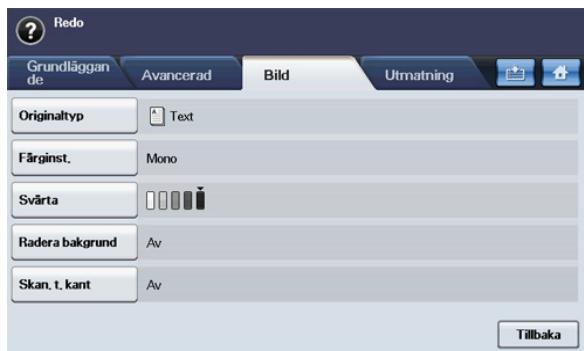 Redo
Grundläggan
de
Avancerad
Bild
Utmatning
Originaltyp
Text
Färginst.
Mono
Svärta
Radera bakgrund
Av
Skan. t. kant
Av
Tillbaka